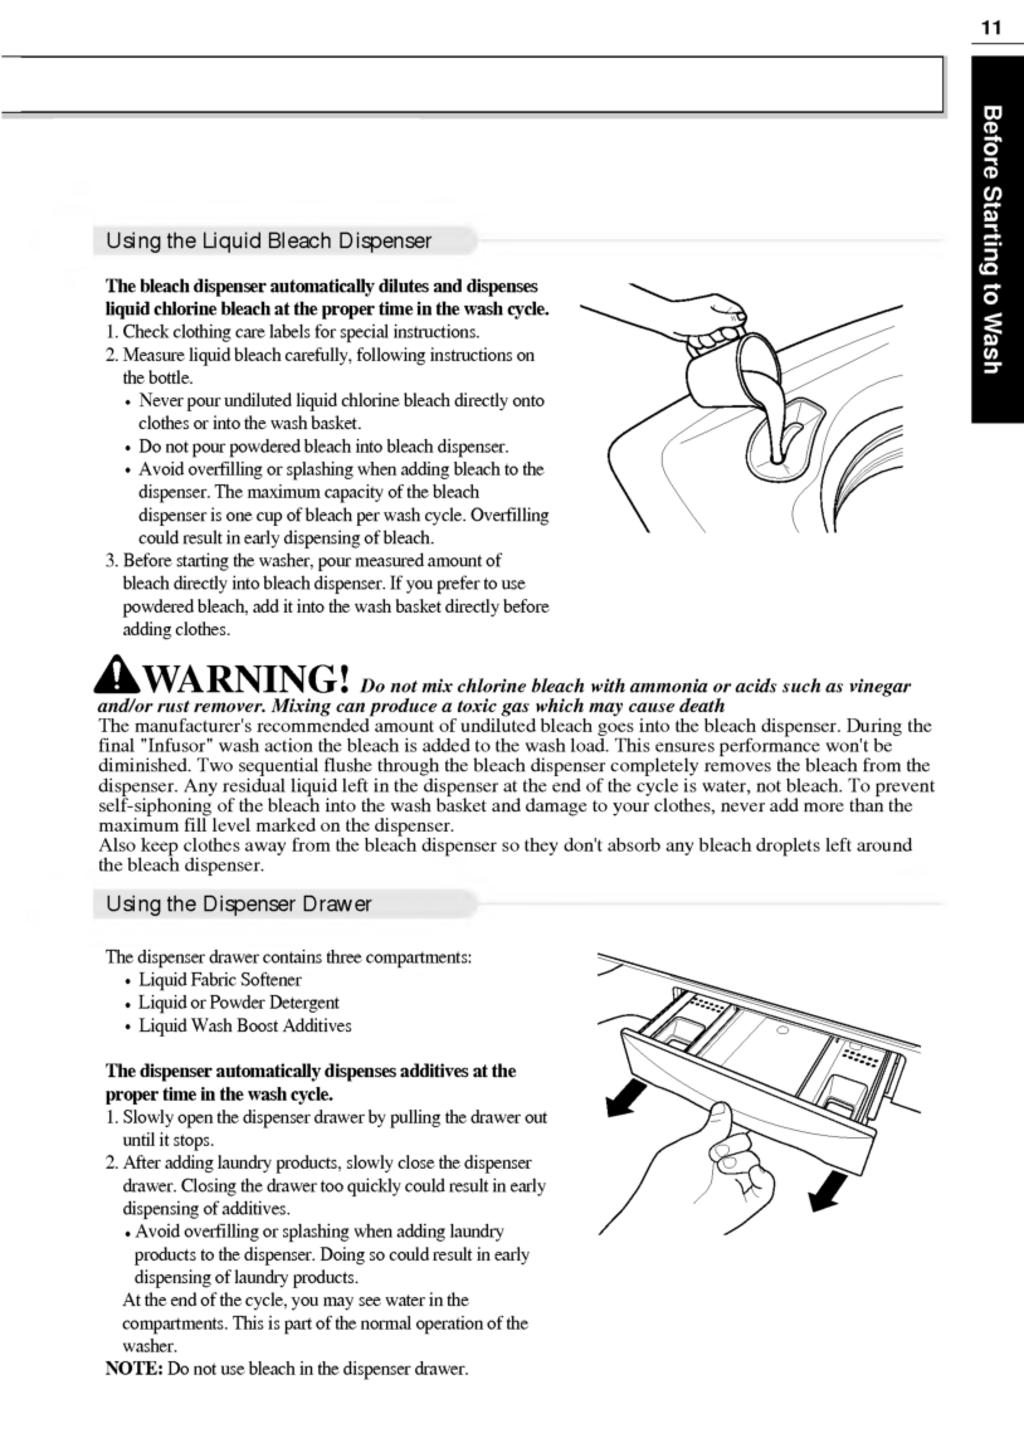 11
Before Starting to Wash
Using the Liquid Bleach Dispenser
The bleach dispenser automatically dilutes and dispenses
liquid chlorine bleach at the proper time in the wash cycle.
1. Check clothing care labels for special instructions.
2. Measure liquid bleach carefully, following instructions on
the bottle.
• Never pour undiluted liquid chlorine bleach directly onto
clothes or into the wash basket.
• Do not pour powdered bleach into bleach dispenser.
• Avoid overfilling or splashing when adding bleach to the
dispenser. The maximum capacity of the bleach
dispenser is one cup of bleach per wash cycle. Overfilling
could result in early dispensing of bleach.
3. Before starting the washer, pour measured amount of
bleach directly into bleach dispenser. If you prefer to use
powdered bleach, add it into the wash basket directly before
adding clothes.
WARNING! Do not mix chlorine bleach with ammonia or acids such as vinegar
and/or rust remover. Mixing can produce a toxic gas which may cause death
The manufacturer's recommended amount of undiluted bleach goes into the bleach dispenser. During the
final "Infusor" wash action the bleach is added to the wash load. This ensures performance won't be
diminished. Two sequential flushe through the bleach dispenser completely removes the bleach from the
dispenser. Any residual liquid left in the dispenser at the end of the cycle is water, not bleach. To prevent
self-siphoning of the bleach into the wash basket and damage to your clothes, never add more than the
maximum fill level marked on the dispenser.
Also keep clothes away from the bleach dispenser so they don't absorb any bleach droplets left around
the bleach dispenser.
Using the Dispenser Drawer
The dispenser drawer contains three compartments:
• Liquid Fabric Softener
• Liquid or Powder Detergent
• Liquid Wash Boost Additives
The dispenser automatically dispenses additives at the
proper time in the wash cycle.
1. Slowly open the dispenser drawer by pulling the drawer out
until it stops.
2. After adding laundry products, slowly close the dispenser
drawer. Closing the drawer too quickly could result in early
dispensing of additives.
• Avoid overfilling or splashing when adding laundry
products to the dispenser. Doing so could result in early
dispensing of laundry products.
At the end of the cycle, you may see water in the
compartments. This is part of the normal operation of the
washer.
NOTE: Do not use bleach in the dispenser drawer.